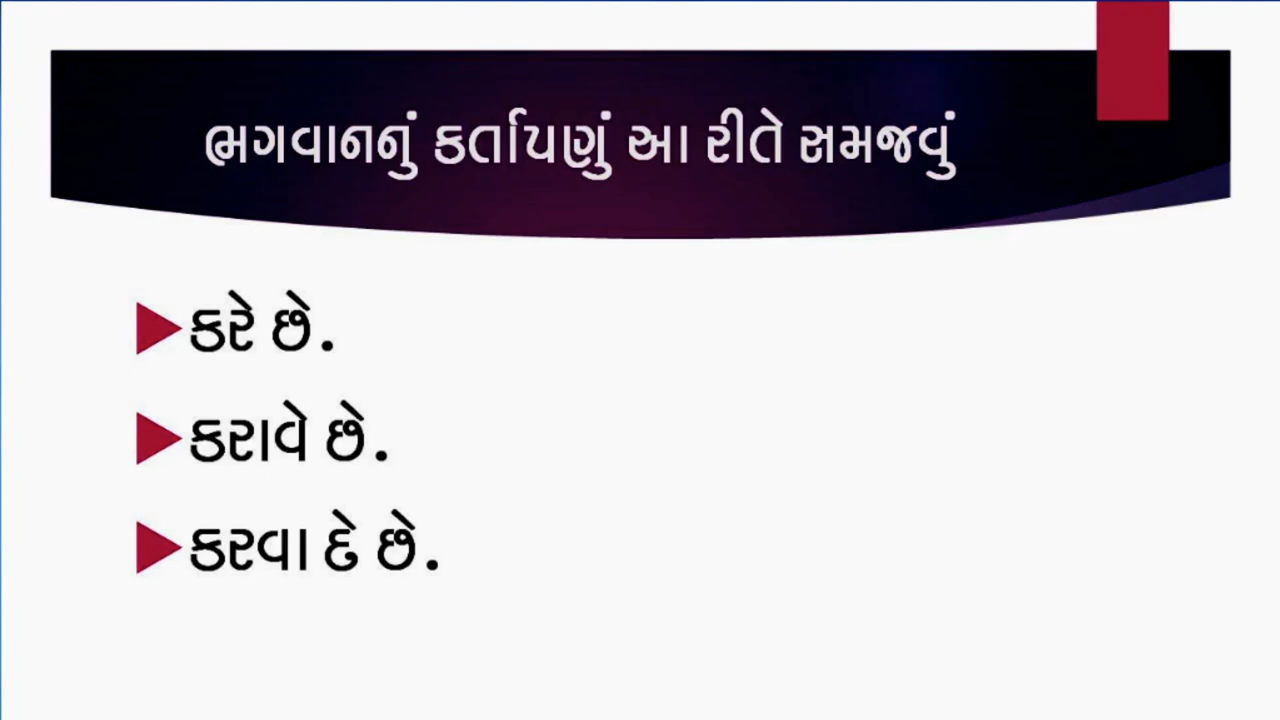 ભગવાનનું કર્તાપણું આ રીતે સમજવું
કરે છે.
કરાવે છે.
કરવા દે છે.